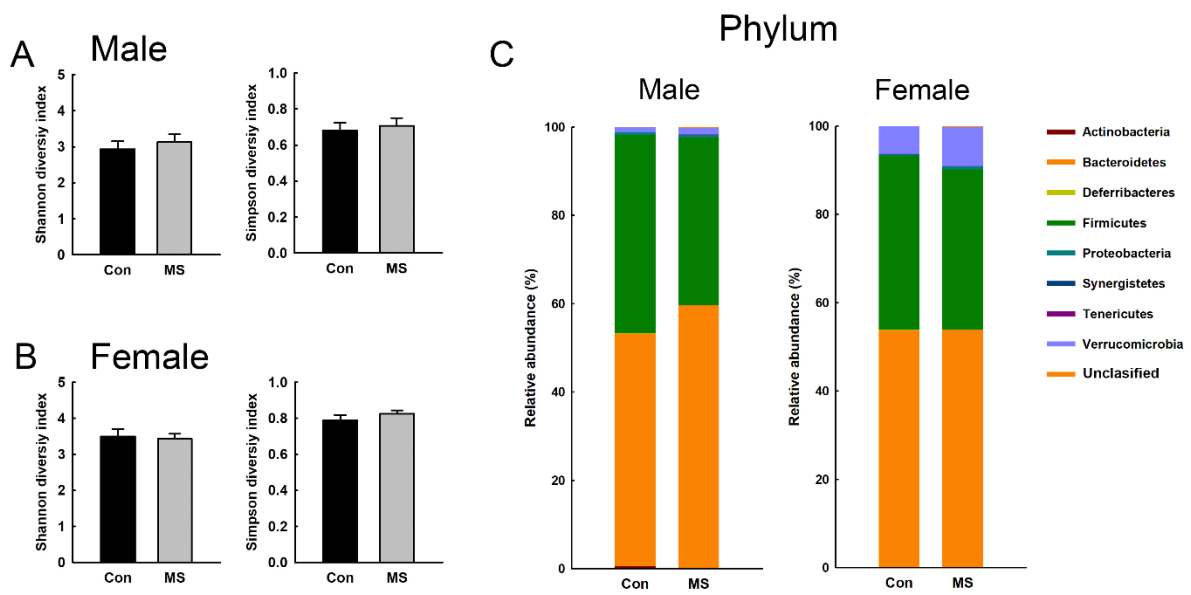 A Male
Shannon diversiy index
5
4
3
2
1
0
Con MS
Simpson diversiy index
1.0
0.8
0.6
0.4
0.2
0.0
Con MS
B Female
Shannon diversiy index
5
4
3
2
1
0
Con MS
Simpson diversiy index
1.0
0.8
0.6
0.4
0.2
0.0
Con MS
Phylum
C
Male
Relative abundance (%)
100
80
60
40
20
0
Con MS
Female
Relative abundance (%)
100
80
60
40
20
0
Con MS
Actinobacteria
Bacteroidetes
Deferribacteres
Firmicutes
Proteobacteria
Synergistetes
Tenericutes
Verrucomicrobia
Unclasified